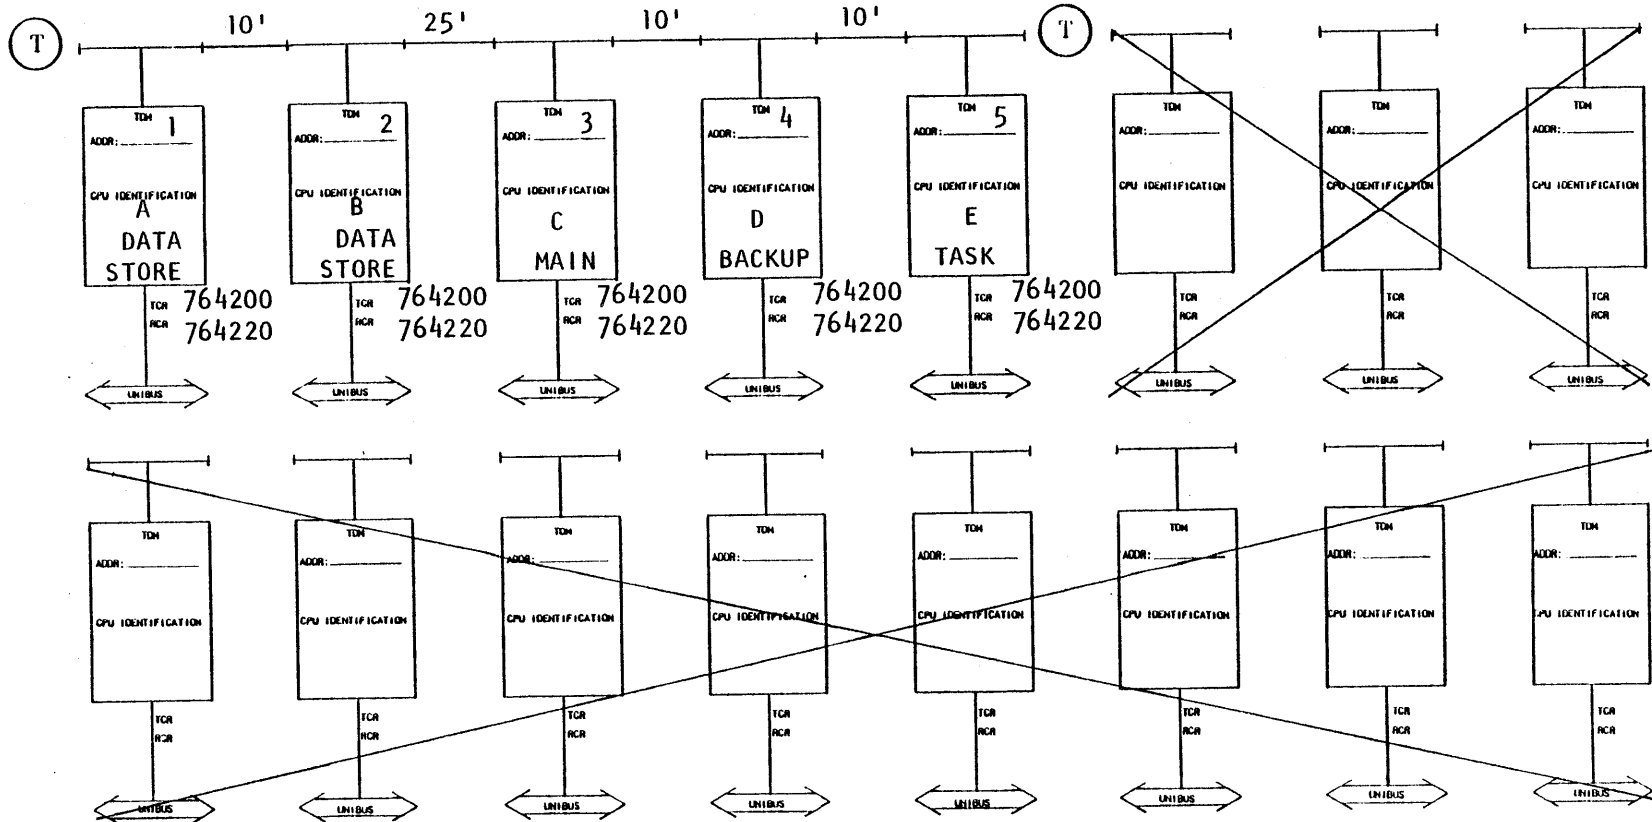 T 10' 25' 10' 10' T
TDM TDM TDM TDM TDM TDM TDM TDM
ADDR: 1 ADDR: 2 ADDR: 3 ADDR: 4 ADDR: 5 ADDR: ADDR: ADDR:
CPU IDENTIFICATION CPU IDENTIFICATION CPU IDENTIFICATION CPU IDENTIFICATION CPU IDENTIFICATION CPU IDENTIFICATION CPU IDENTIFICATION CPU IDENTIFICATION
A B C D E
DATA DATA MAIN BACKUP TASK
STORE STORE
TCR 764200 TCR 764200 TCR 764200 TCR 764200 TCR 764200 TCR TCR TCR
RCR 764220 RCR 764220 RCR 764220 RCR 764220 RCR 764220 RCR RCR RCR
UNIBUS UNIBUS UNIBUS UNIBUS UNIBUS UNIBUS UNIBUS UNIBUS
TDM TDM TDM TDM TDM TDM TDM TDM
ADDR: ADDR: ADDR: ADDR: ADDR: ADDR: ADDR: ADDR:
CPU IDENTIFICATION CPU IDENTIFICATION CPU IDENTIFICATION CPU IDENTIFICATION CPU IDENTIFICATION CPU IDENTIFICATION CPU IDENTIFICATION CPU IDENTIFICATION
TCR TCR TCR TCR TCR TCR TCR TCR
RCR RCR RCR RCR RCR RCR RCR RCR
UNIBUS UNIBUS UNIBUS UNIBUS UNIBUS UNIBUS UNIBUS UNIBUS